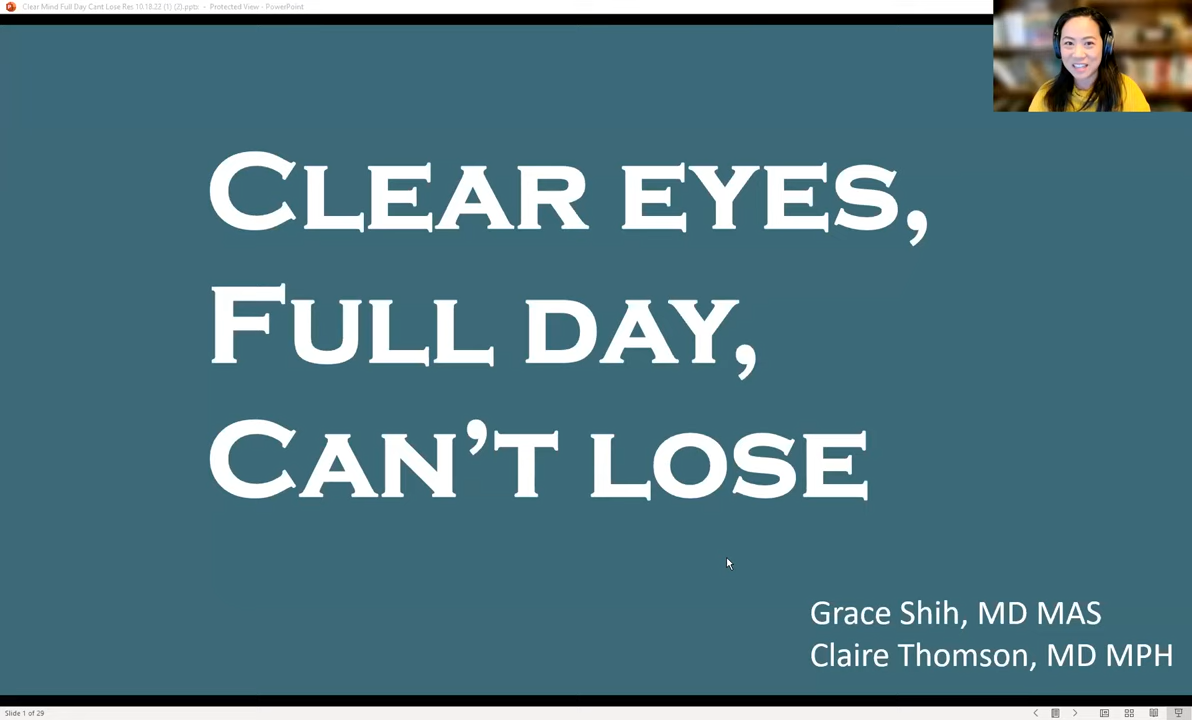 Clear Mind Full Day Cant Lose Res 10.18.22 (1) (2).pptx - Protected View - PowerPoint
CLEAR EYES,
FULL DAY,
CAN'T LOSE
Grace Shih, MD MAS
Claire Thomson, MD MPH
Slide 1 of 29